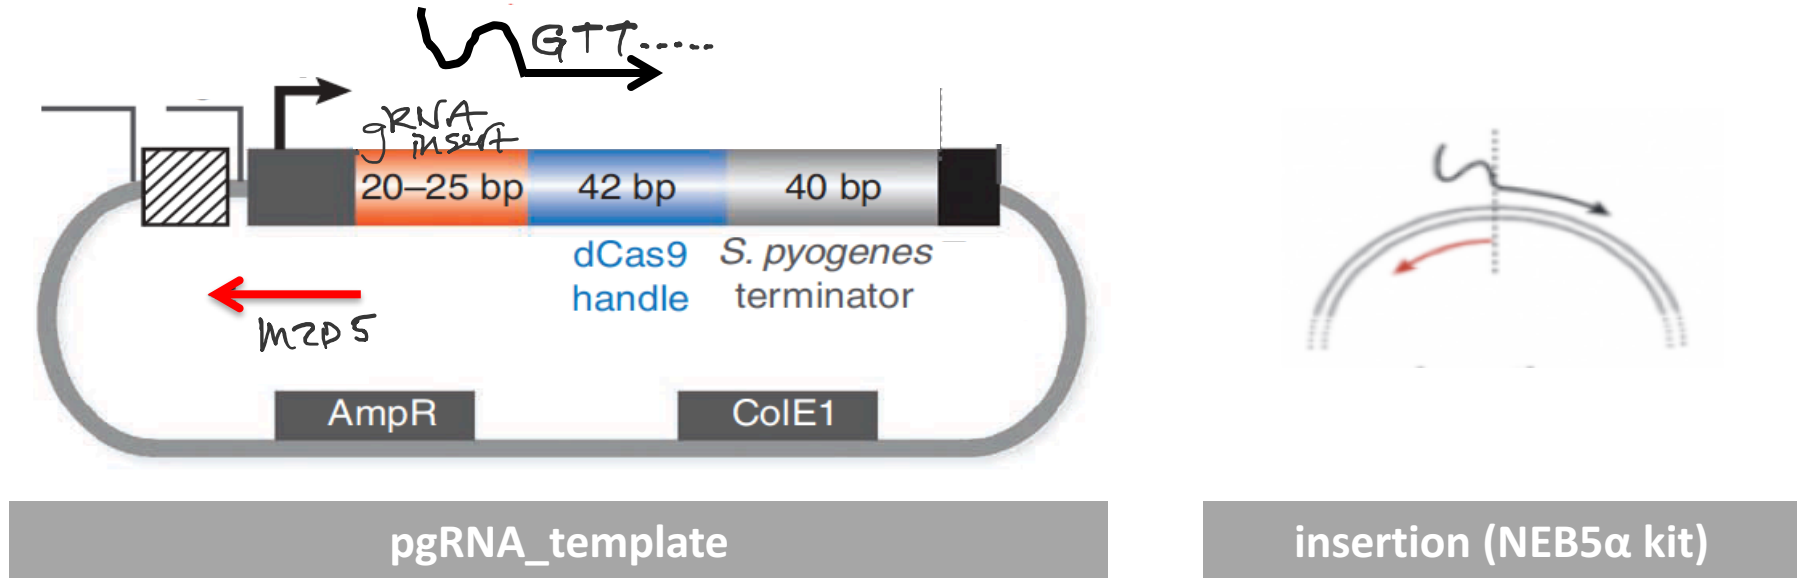 GTT.....
gRNA
insert
20–25 bp
42 bp
40 bp
dCas9
handle
S. pyogenes
terminator
MZD5
AmpR
ColE1
pgRNA_template
insertion (NEB5α kit)